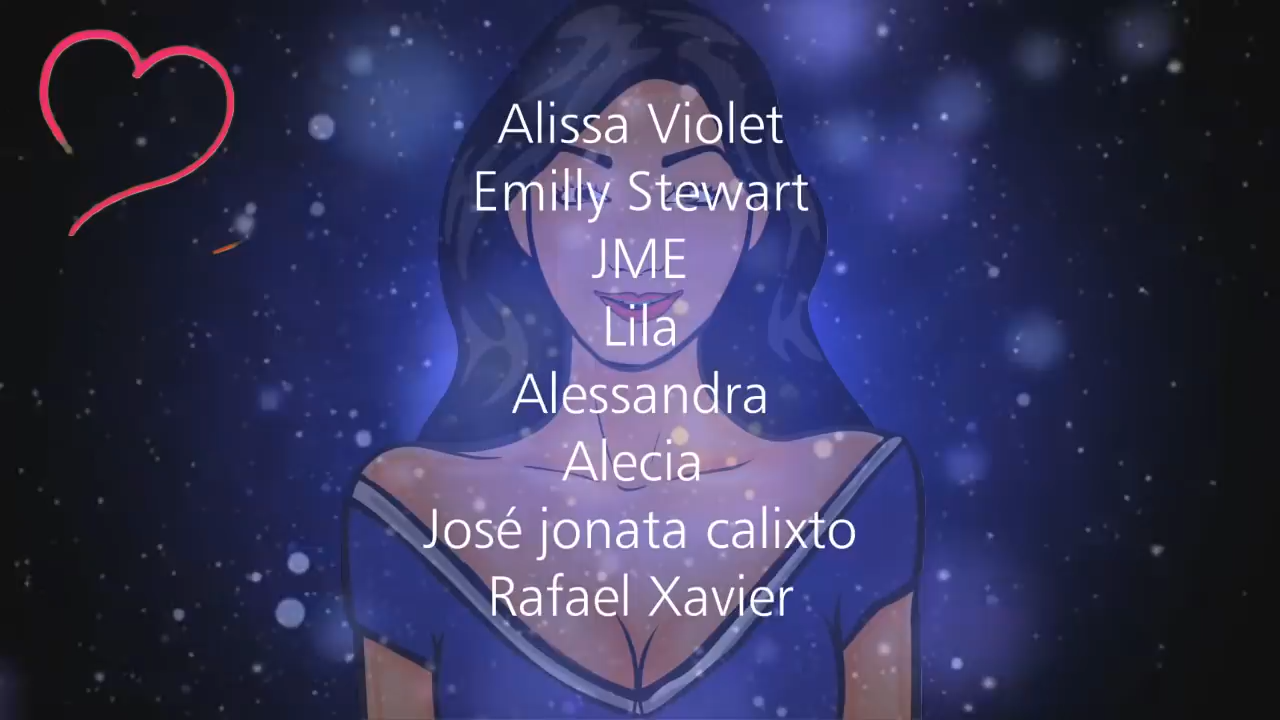 Alissa Violet
Emilly Stewart
JME
Lila
Alessandra
Alecia
José jonata calixto
Rafael Xavier